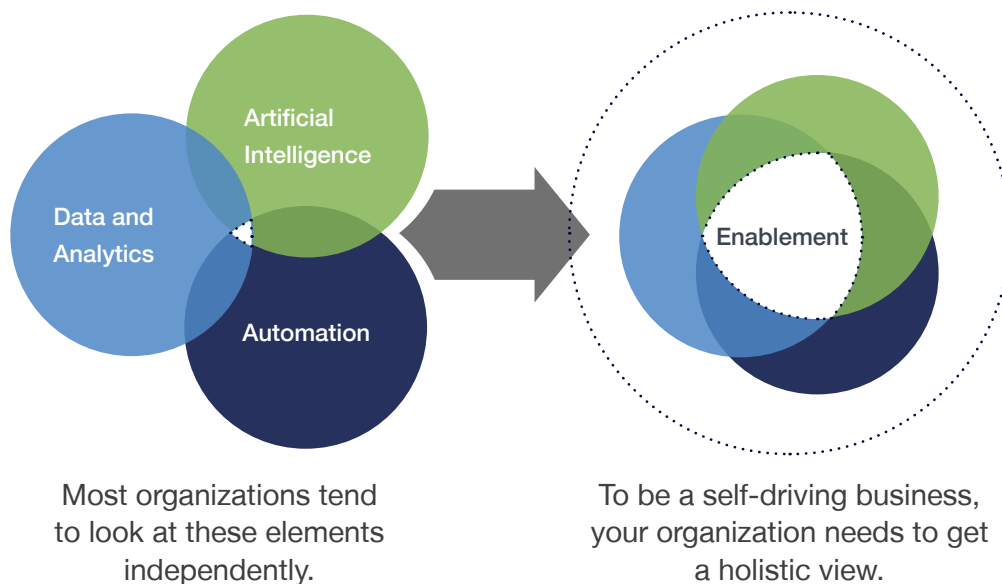 Artificial
Intelligence
Data and
Analytics
Automation
Enablement
Most organizations tend
to look at these elements
independently.
To be a self-driving business,
your organization needs to get
a holistic view.